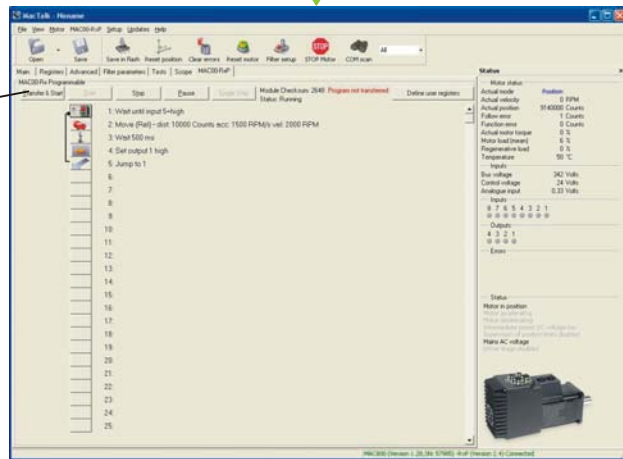 MacTalk - Noname
File View Motor MAC00-RxP Setup Updates Help
Open Save Save in flash Reset position Clear errors Reset motor Filter setup STOP Motor COM scan All
Main Registers Advanced Filter parameters Tests Scope MAC00-RxP
MAC00-Rx Programmable
Transfer & Start Start Stop Pause Single Step Module Checksum: 2648 Program not transferred. Define user registers
Status: Running
1: Wait until input 5=high
2: Move (Rel) - dist: 10000 Counts acc: 1500 RPM/s vel: 2000 RPM
3: Wait 500 ms
4: Set output 1 high
5: Jump to 1
6:
7:
8:
9:
10:
11:
12:
13:
14:
15:
16:
17:
18:
19:
20:
21:
22:
23:
24:
25:
Status
Motor status
Actual mode Position
Actual velocity 0 RPM
Actual position 9140000 Counts
Follow error 1 Counts
Function error 0 Counts
Actual motor torque 0 %
Motor load (mean) 6 %
Regenerative load 0 %
Temperature 50 °C
Inputs
Bus voltage 342 Volts
Control voltage 24 Volts
Analogue input 0.33 Volts
Inputs
8 7 6 5 4 3 2 1
Outputs
4 3 2 1
Errors
Status
Motor in position
Motor accelerating
Motor decelerating
Mains AC voltage